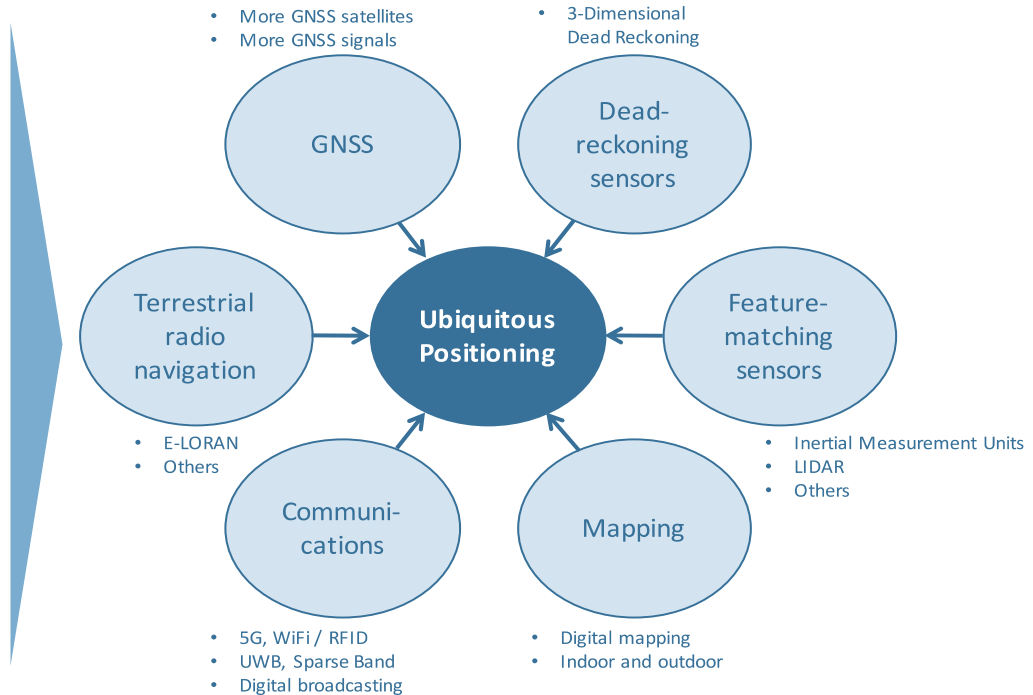 • More GNSS satellites
• More GNSS signals
• 3-Dimensional
Dead Reckoning
GNSS
Dead-
reckoning
sensors
Terrestrial
radio
navigation
Ubiquitous
Positioning
Feature-
matching
sensors
• E-LORAN
• Others
• Inertial Measurement Units
• LIDAR
• Others
Communi-
cations
Mapping
• 5G, WiFi / RFID
• UWB, Sparse Band
• Digital broadcasting
• Digital mapping
• Indoor and outdoor